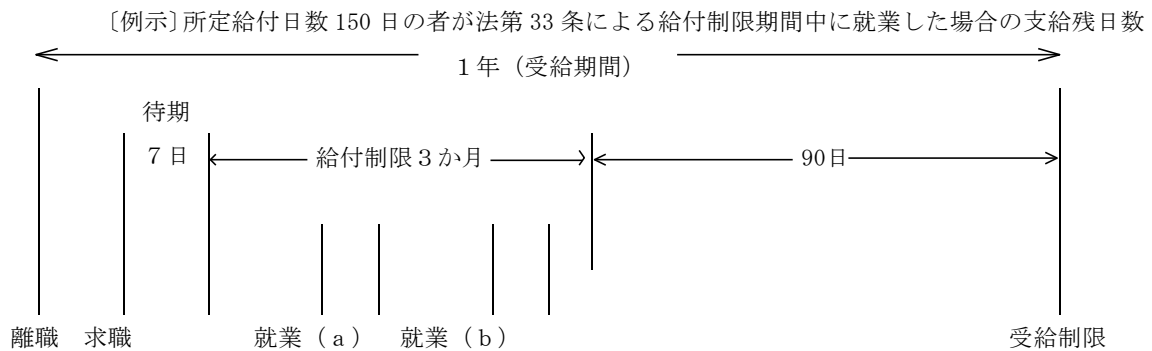 〔例示〕所定給付日数 150 日の者が法第 33 条による給付制限期間中に就業した場合の支給残日数
１年（受給期間）
待期
７日
給付制限３か月
90日
離職 求職 就業（a） 就業（b） 受給制限